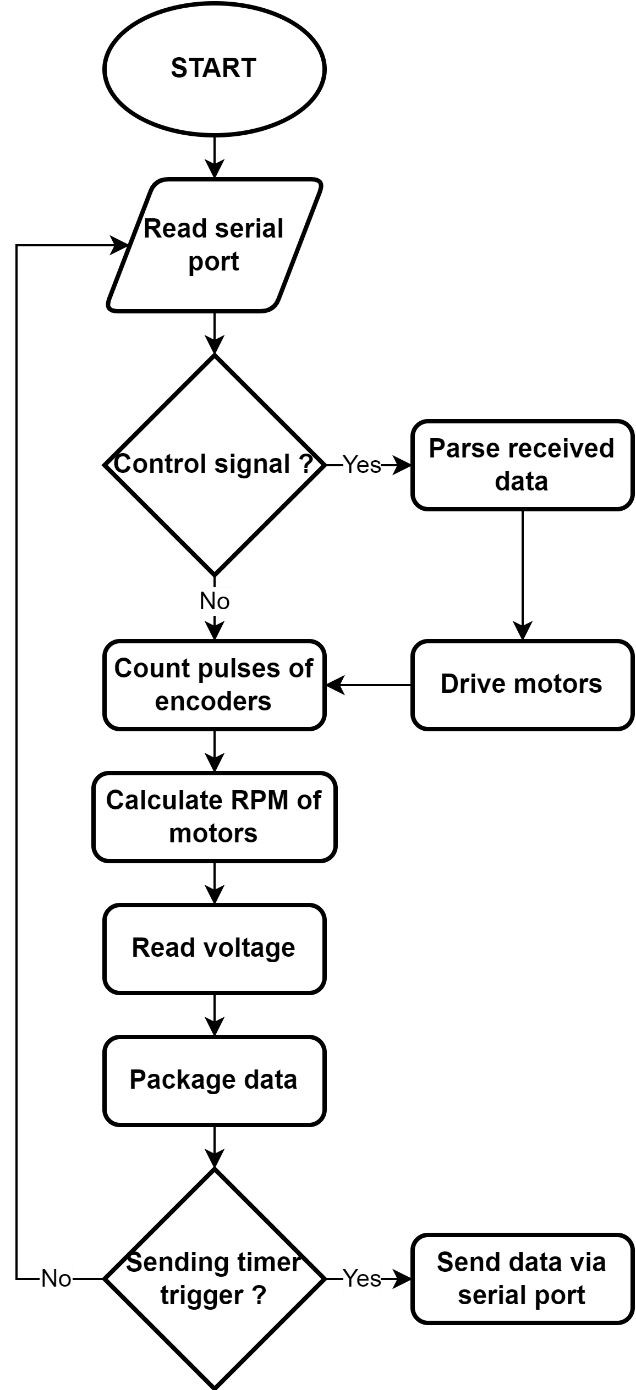 START
Read serial
port
Control signal ?
Yes
Parse received
data
No
Count pulses of
encoders
Drive motors
Calculate RPM of
motors
Read voltage
Package data
No
Sending timer
trigger ?
Yes
Send data via
serial port